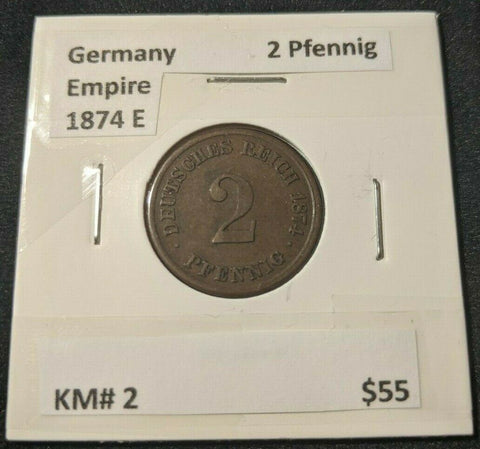 Germany 2 Pfennig
Empire
1874 E
DEUTSCHES REICH 1874
2
PFENNIG
KM# 2 $55